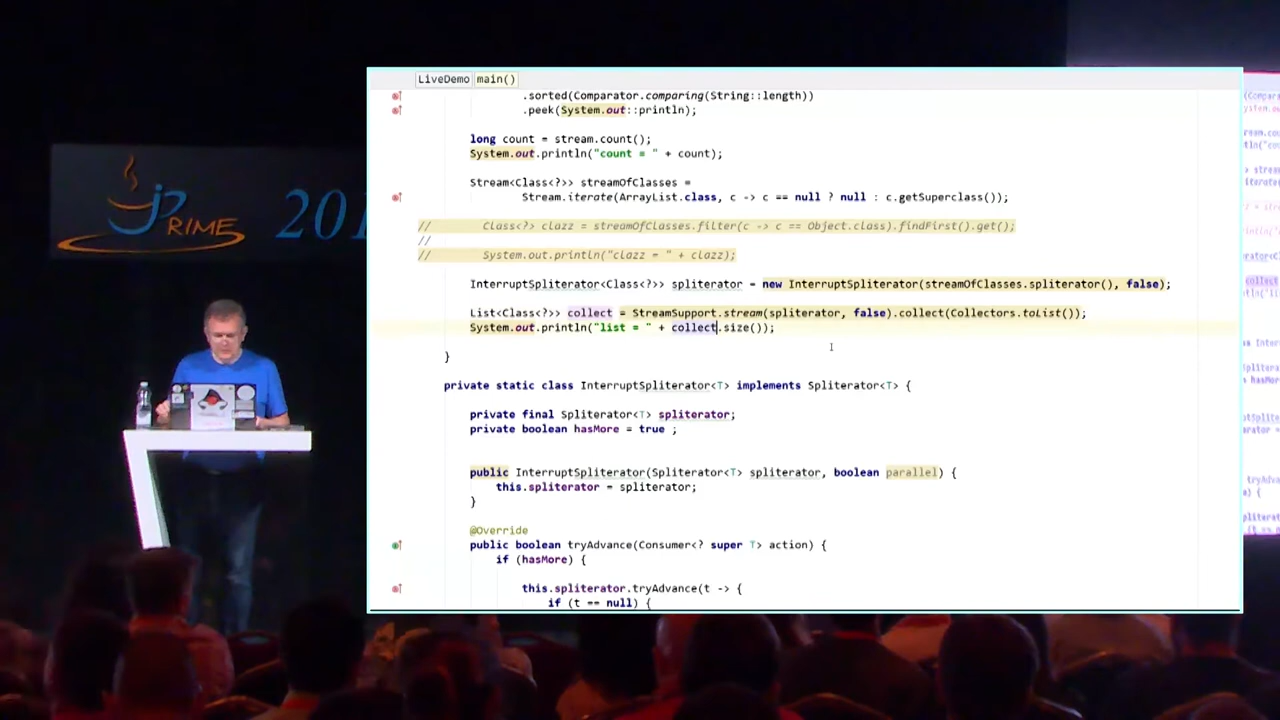 JPRIME 201
LiveDemo main()
.sorted(Comparator.comparing(String::length))
.peek(System.out::println);
long count = stream.count();
System.out.println("count = " + count);
Stream<Class<?>> streamOfClasses =
Stream.iterate(ArrayList.class, c -> c == null ? null : c.getSuperclass());
// Class<?> clazz = streamOfClasses.filter(c -> c == Object.class).findFirst().get();
//
// System.out.println("clazz = " + clazz);
InterruptSpliterator<Class<?>> spliterator = new InterruptSpliterator(streamOfClasses.spliterator(), false);
List<Class<?>> collect = StreamSupport.stream(spliterator, false).collect(Collectors.toList());
System.out.println("list = " + collect.size());
}
private static class InterruptSpliterator<T> implements Spliterator<T> {
private final Spliterator<T> spliterator;
private boolean hasMore = true ;
public InterruptSpliterator(Spliterator<T> spliterator, boolean parallel) {
this.spliterator = spliterator;
}
@Override
public boolean tryAdvance(Consumer<? super T> action) {
if (hasMore) {
this.spliterator.tryAdvance(t -> {
if (t == null) {